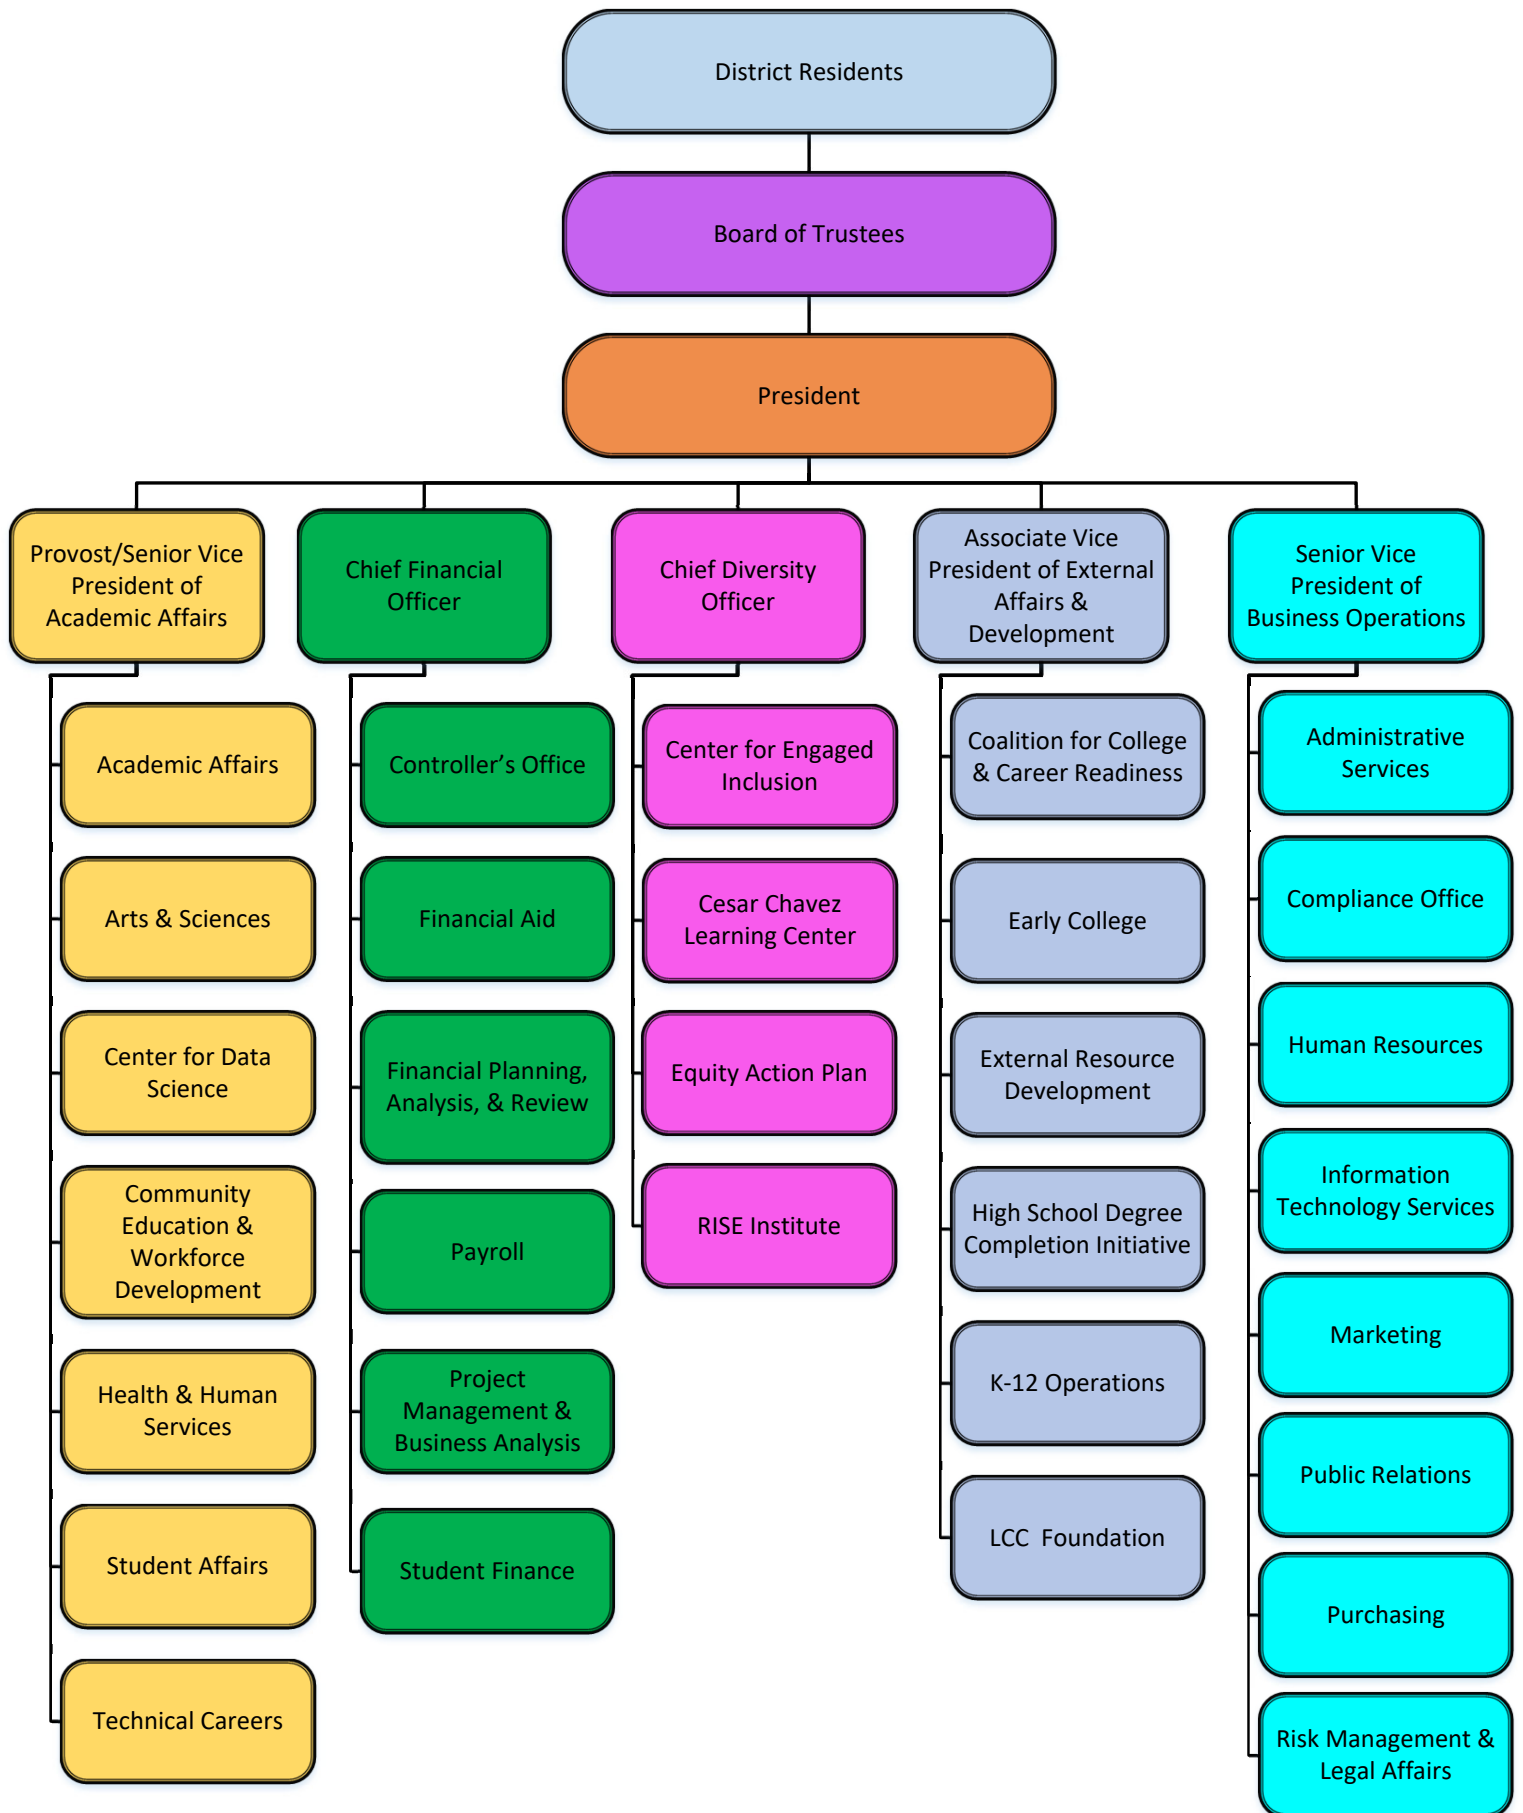 District Residents
Board of Trustees
President
Provost/Senior Vice
President of
Academic Affairs
Chief Financial
Officer
Chief Diversity
Officer
Associate Vice
President of External
Affairs &
Development
Senior Vice
President of
Business Operations
Academic Affairs
Arts & Sciences
Center for Data
Science
Community
Education &
Workforce
Development
Health & Human
Services
Student Affairs
Technical Careers
Controller’s Office
Financial Aid
Financial Planning,
Analysis, & Review
Payroll
Project
Management &
Business Analysis
Student Finance
Center for Engaged
Inclusion
Cesar Chavez
Learning Center
Equity Action Plan
RISE Institute
Coalition for College
& Career Readiness
Early College
External Resource
Development
High School Degree
Completion Initiative
K-12 Operations
LCC  Foundation
Administrative
Services
Compliance Office
Human Resources
Information
Technology Services
Marketing
Public Relations
Purchasing
Risk Management &
Legal Affairs